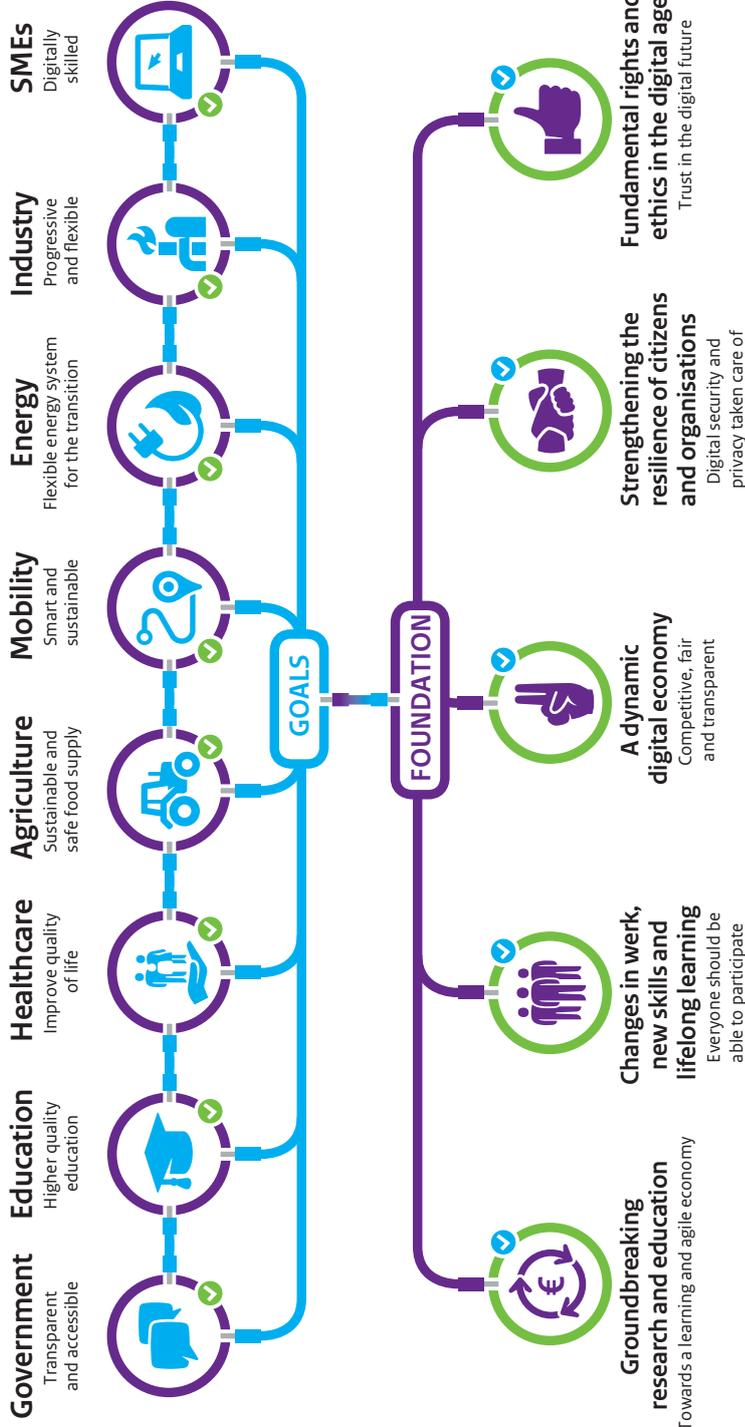 Government
Transparent
and accessible
Education
Higher quality
education
Healthcare
Improve quality
of life
Agriculture
Sustainable and
safe food supply
Mobility
Smart and
sustainable
Energy
Flexible energy system
for the transition
Industry
Progressive
and flexible
SMEs
Digitally
skilled
GOALS
FOUNDATION
€
Groundbreaking
research and education
Towards a learning and agile economy
Changes in work,
new skills and
lifelong learning
Everyone should be
able to participate
A dynamic
digital economy
Competitive, fair
and transparent
Strengthening the
resilience of citizens
and organisations
Digital security and
privacy taken care of
Fundamental rights and
ethics in the digital age
Trust in the digital future